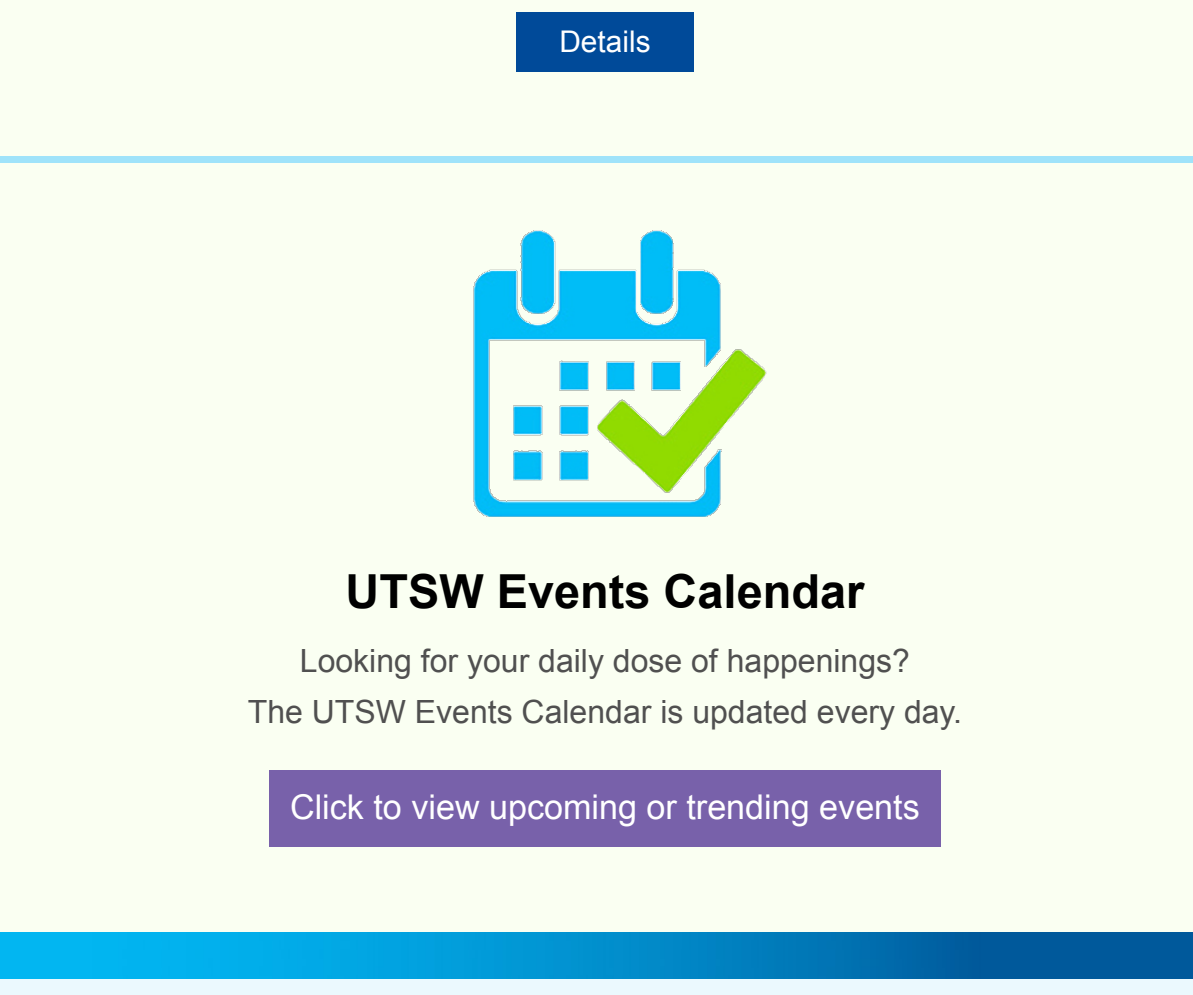 Details
UTSW Events Calendar
Looking for your daily dose of happenings?
The UTSW Events Calendar is updated every day.
Click to view upcoming or trending events